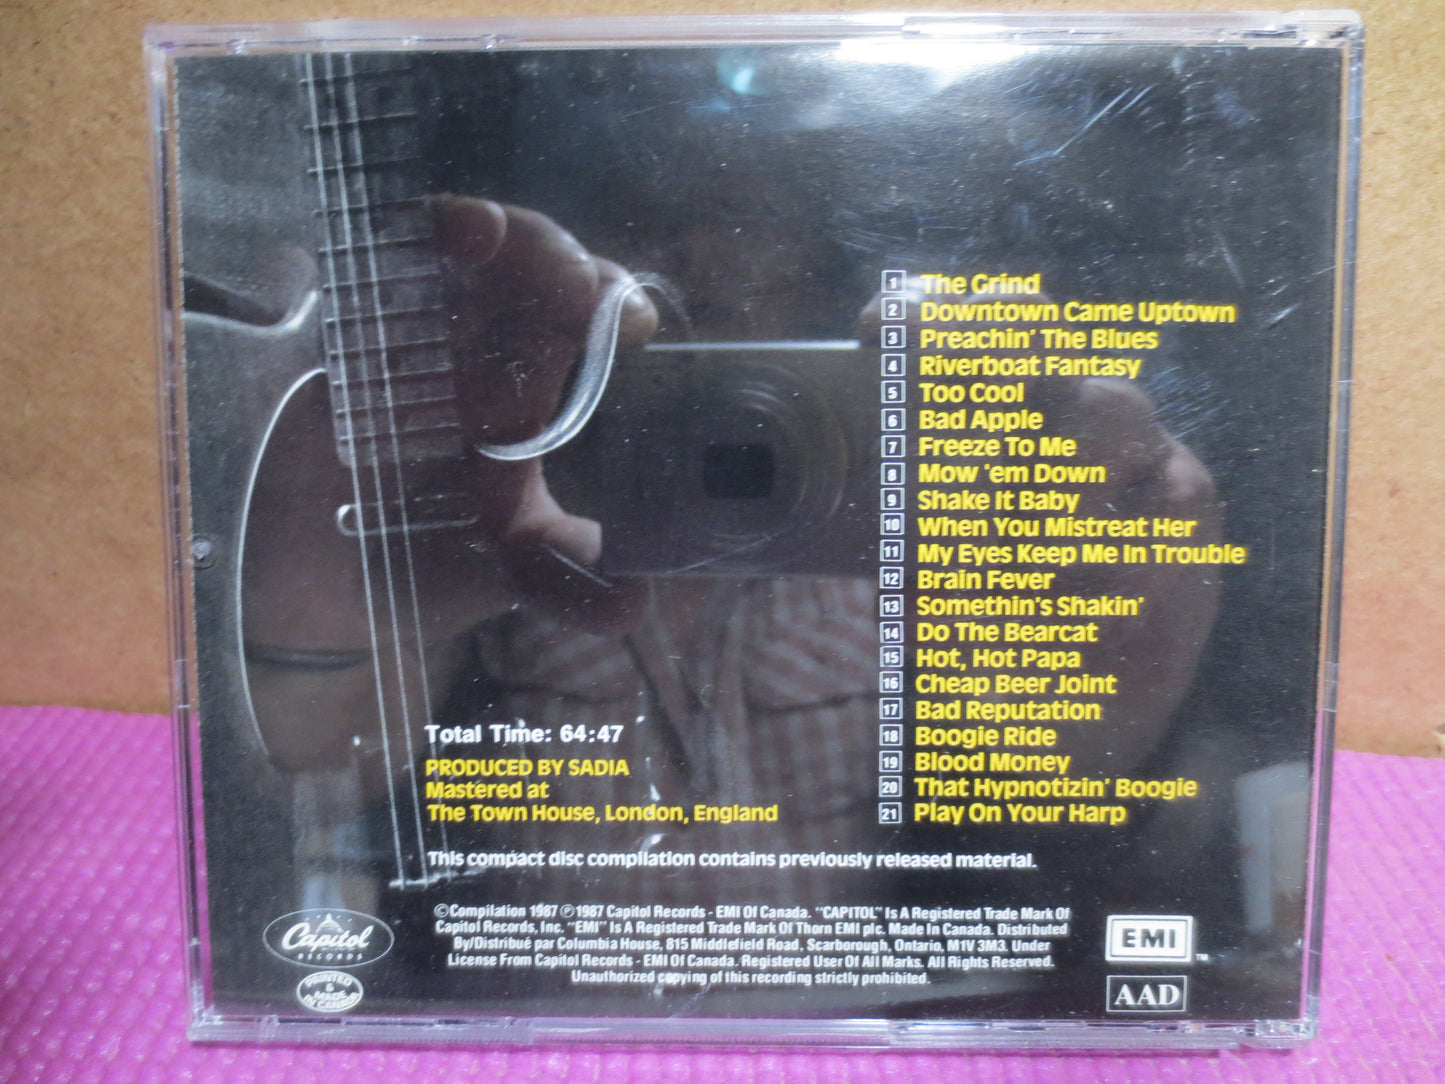 1 The Grind
2 Downtown Came Uptown
3 Preachin' The Blues
4 Riverboat Fantasy
5 Too Cool
6 Bad Apple
7 Freeze To Me
8 Mow 'em Down
9 Shake It Baby
10 When You Mistreat Her
11 My Eyes Keep Me In Trouble
12 Brain Fever
13 Somethin's Shakin'
14 Do The Bearcat
15 Hot, Hot Papa
16 Cheap Beer Joint
17 Bad Reputation
18 Boogie Ride
19 Blood Money
20 That Hypnotizin' Boogie
21 Play On Your Harp
Total Time: 64:47
PRODUCED BY SADIA
Mastered at
The Town House, London, England
This compact disc compilation contains previously released material.
©Compilation 1987 ℗1987 Capitol Records - EMI Of Canada. "CAPITOL" Is A Registered Trade Mark Of
Capitol Records, Inc. "EMI" Is A Registered Trade Mark Of Thorn EMI plc. Made In Canada. Distributed
By/Distribué par Columbia House, 815 Middlefield Road, Scarborough, Ontario, M1V 3M3. Under
License From Capitol Records - EMI Of Canada. Registered User Of All Marks. All Rights Reserved.
Unauthorized copying of this recording strictly prohibited.
Capitol
RECORDS
PRINTED
&
MADE
IN CANADA
EMI
™
AAD